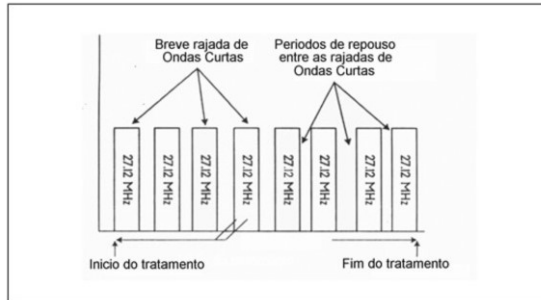 Breve rajada de
Ondas Curtas
Periodos de repouso
entre as rajadas de
Ondas Curtas
27.12 MHz
27.12 MHz
27.12 MHz
27.12 MHz
27.12 MHz
27.12 MHz
27.12 MHz
27.12 MHz
Inicio do tratamento
Fim do tratamento